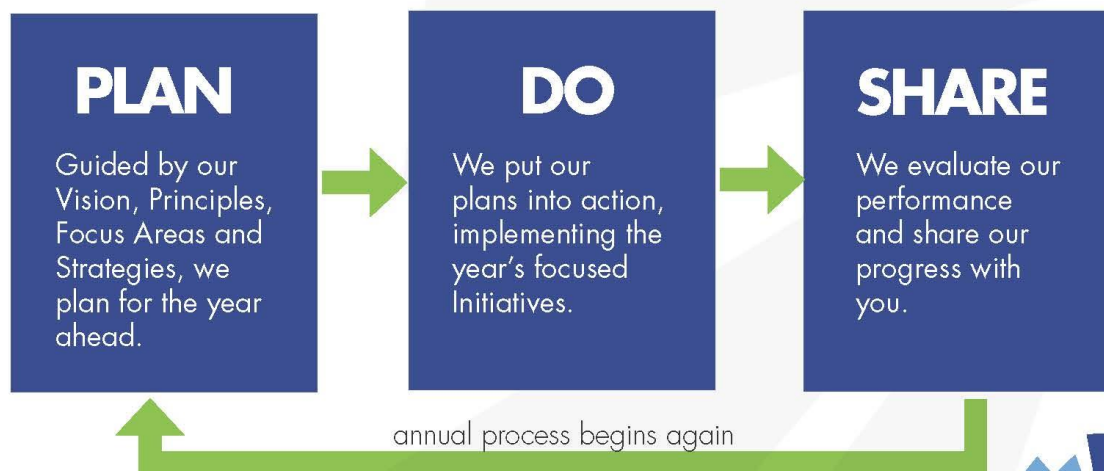 PLAN
Guided by our
Vision, Principles,
Focus Areas and
Strategies, we
plan for the year
ahead.
DO
We put our
plans into action,
implementing the
year's focused
Initiatives.
SHARE
We evaluate our
performance
and share our
progress with
you.
annual process begins again